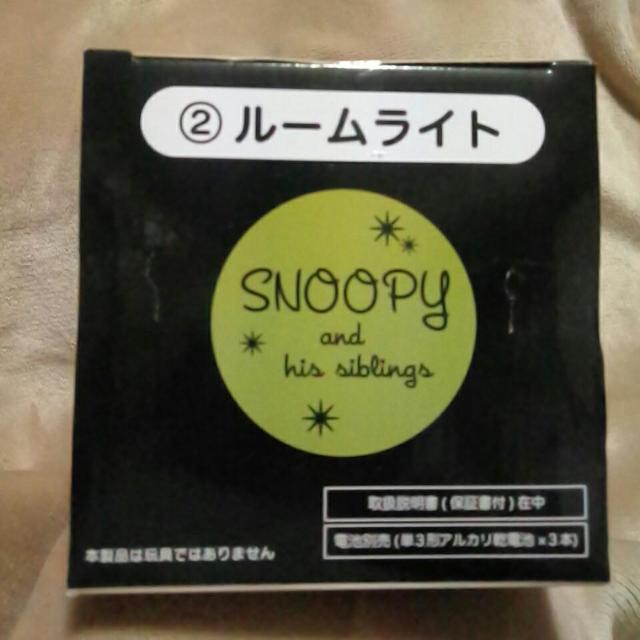 ② ルームライト
SNOOPY
and
his siblings
取扱説明書(保証書付)在中
電池別売(単3形アルカリ乾電池×3本)
本製品は玩具ではありません